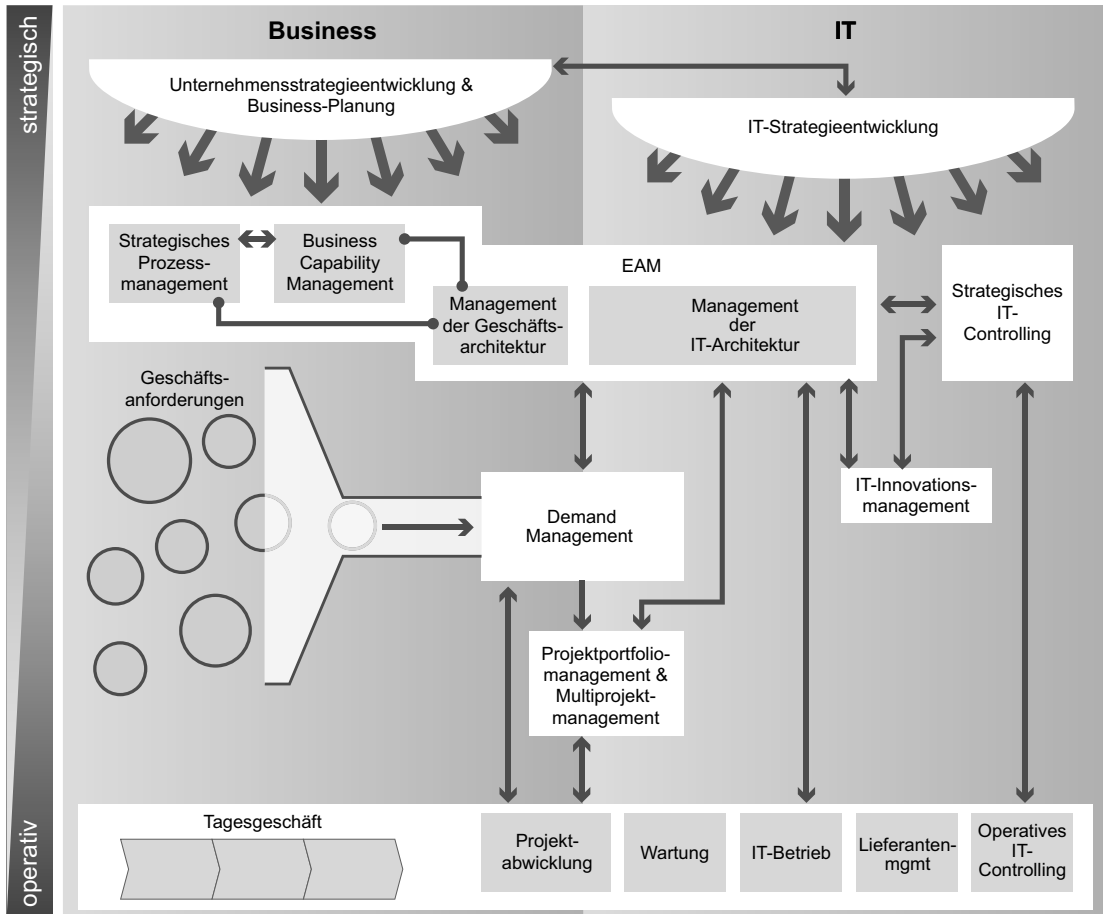 strategisch
Business
IT
Unternehmensstrategieentwicklung &
Business-Planung
IT-Strategieentwicklung
Strategisches
Prozess-
management
Business
Capability
Management
EAM
Management
der Geschäfts-
architektur
Management
der
IT-Architektur
Strategisches
IT-
Controlling
Geschäfts-
anforderungen
IT-Innovations-
management
Demand
Management
Projektportfolio-
management &
Multiprojekt-
management
operativ
Tagesgeschäft
Projekt-
abwicklung
Wartung
IT-Betrieb
Lieferanten-
mgmt
Operatives
IT-
Controlling